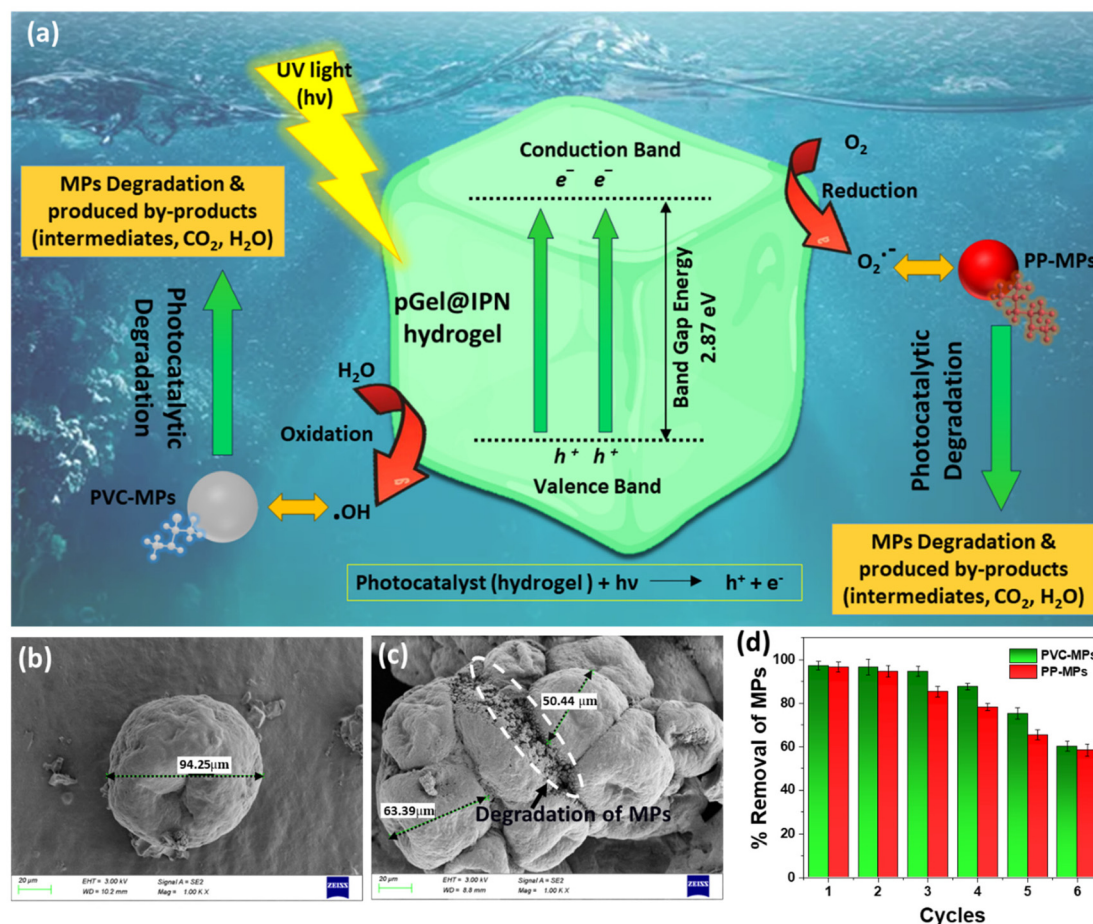 (a)
UV light
(hν)
MPs Degradation &
produced by-products
(intermediates, CO₂, H₂O)
Photocatalytic
Degradation
PVC-MPs
.OH
pGel@IPN
hydrogel
H₂O
Oxidation
Conduction Band
e⁻ e⁻
Band Gap Energy
2.87 eV
h⁺ h⁺
Valence Band
O₂
Reduction
O₂·⁻
PP-MPs
Photocatalytic
Degradation
MPs Degradation &
produced by-products
(intermediates, CO₂, H₂O)
Photocatalyst (hydrogel) + hν → h⁺ + e⁻
(b)
94.25μm
20 μm
EHT = 3.00 kV
WD = 10.2 mm
Signal A = SE2
Mag = 1.00 K X
ZEISS
(c)
50.44 μm
63.39μm
Degradation of MPs
20 μm
EHT = 3.00 kV
WD = 8.8 mm
Signal A = SE2
Mag = 1.00 K X
ZEISS
(d)
PVC-MPs
PP-MPs
% Removal of MPs
100
80
60
40
20
0
1 2 3 4 5 6
Cycles